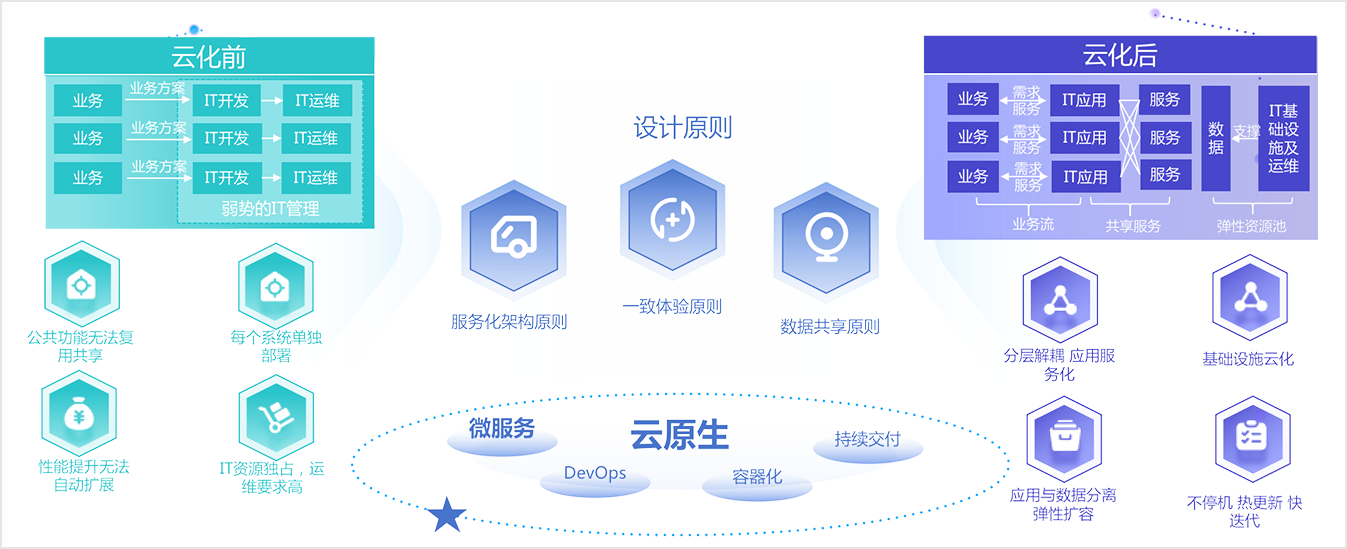 云化前
业务
业务方案
IT开发
IT运维
业务
业务方案
IT开发
IT运维
业务
业务方案
IT开发
IT运维
弱势的IT管理
公共功能无法复
用共享
每个系统单独
部署
性能提升无法
自动扩展
IT资源独占，运
维要求高
设计原则
服务化架构原则
一致体验原则
数据共享原则
微服务
云原生
持续交付
DevOps
容器化
云化后
业务
需求
服务
IT应用
服务
业务
需求
服务
IT应用
服务
业务
需求
服务
IT应用
服务
数
据
支撑
IT基
础设
施及
运维
业务流
共享服务
弹性资源池
分层解耦 应用服
务化
基础设施云化
应用与数据分离
弹性扩容
不停机 热更新 快
迭代